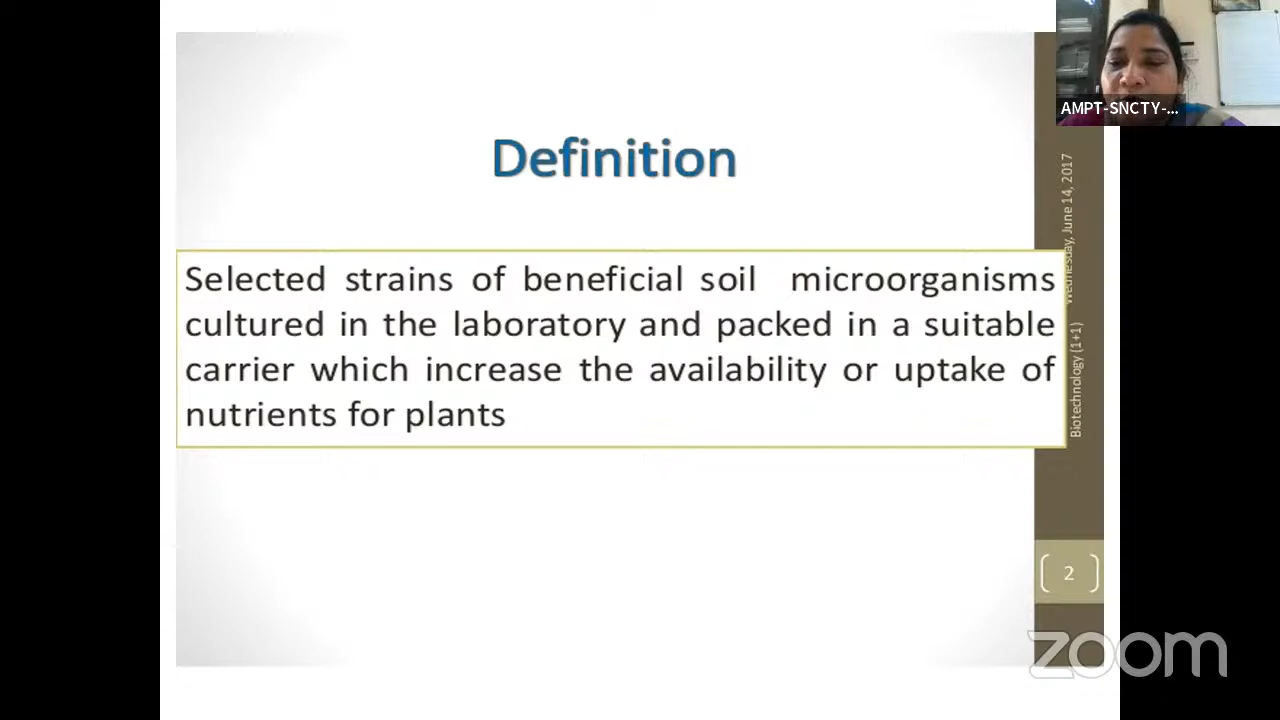 AMPT-SNCTY-...
Definition
Selected strains of beneficial soil microorganisms
cultured in the laboratory and packed in a suitable
carrier which increase the availability or uptake of
nutrients for plants
Wednesday, June 14, 2017
Biotechnology (1+1)
2
zoom